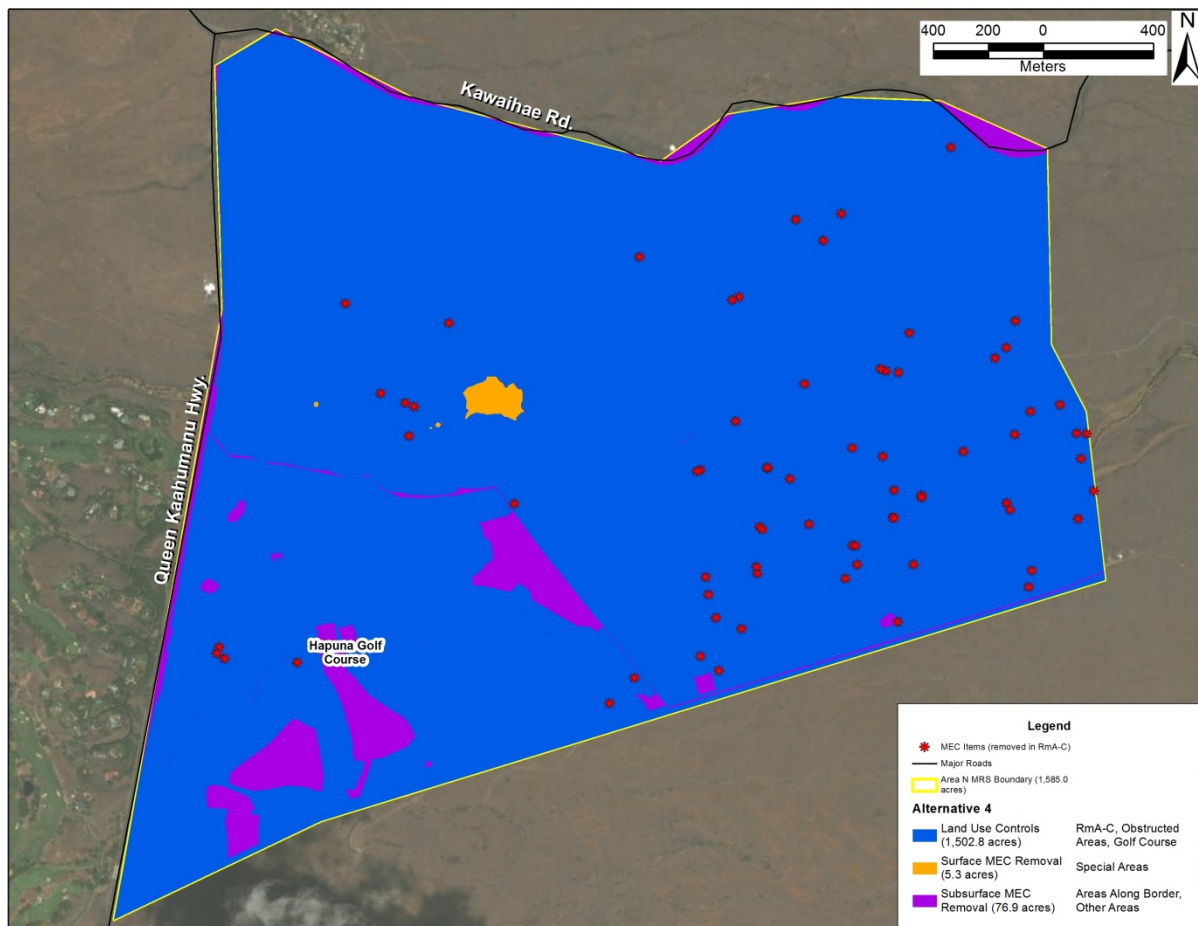 N
400 200 0 400
Meters
Kawaihae Rd.
Queen Kaahumanu Hwy.
Hapuna Golf
Course
Legend
MEC Items (removed in RmA-C)
Major Roads
Area N MRS Boundary (1,585.0
acres)
Alternative 4
Land Use Controls
(1,502.8 acres)
RmA-C, Obstructed
Areas, Golf Course
Surface MEC Removal
(5.3 acres)
Special Areas
Subsurface MEC
Removal (76.9 acres)
Areas Along Border,
Other Areas